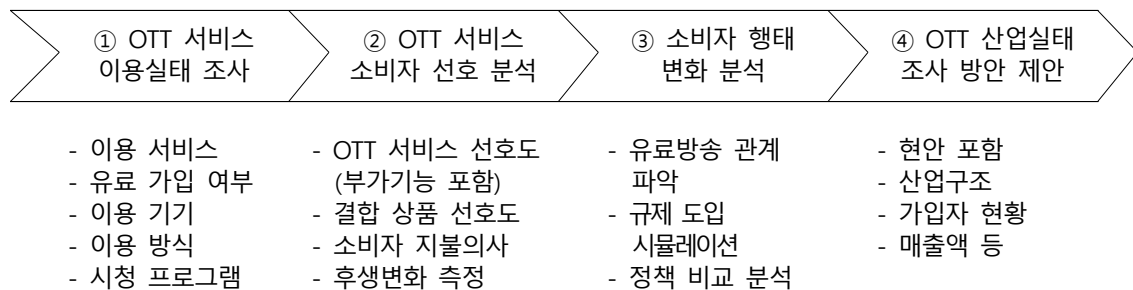 ① OTT 서비스
이용실태 조사
② OTT 서비스
소비자 선호 분석
③ 소비자 행태
변화 분석
④ OTT 산업실태
조사 방안 제안
- 이용 서비스
- 유료 가입 여부
- 이용 기기
- 이용 방식
- 시청 프로그램
- OTT 서비스 선호도
(부가기능 포함)
- 결합 상품 선호도
- 소비자 지불의사
- 후생변화 측정
- 유료방송 관계
파악
- 규제 도입
시뮬레이션
- 정책 비교 분석
- 현안 포함
- 산업구조
- 가입자 현황
- 매출액 등